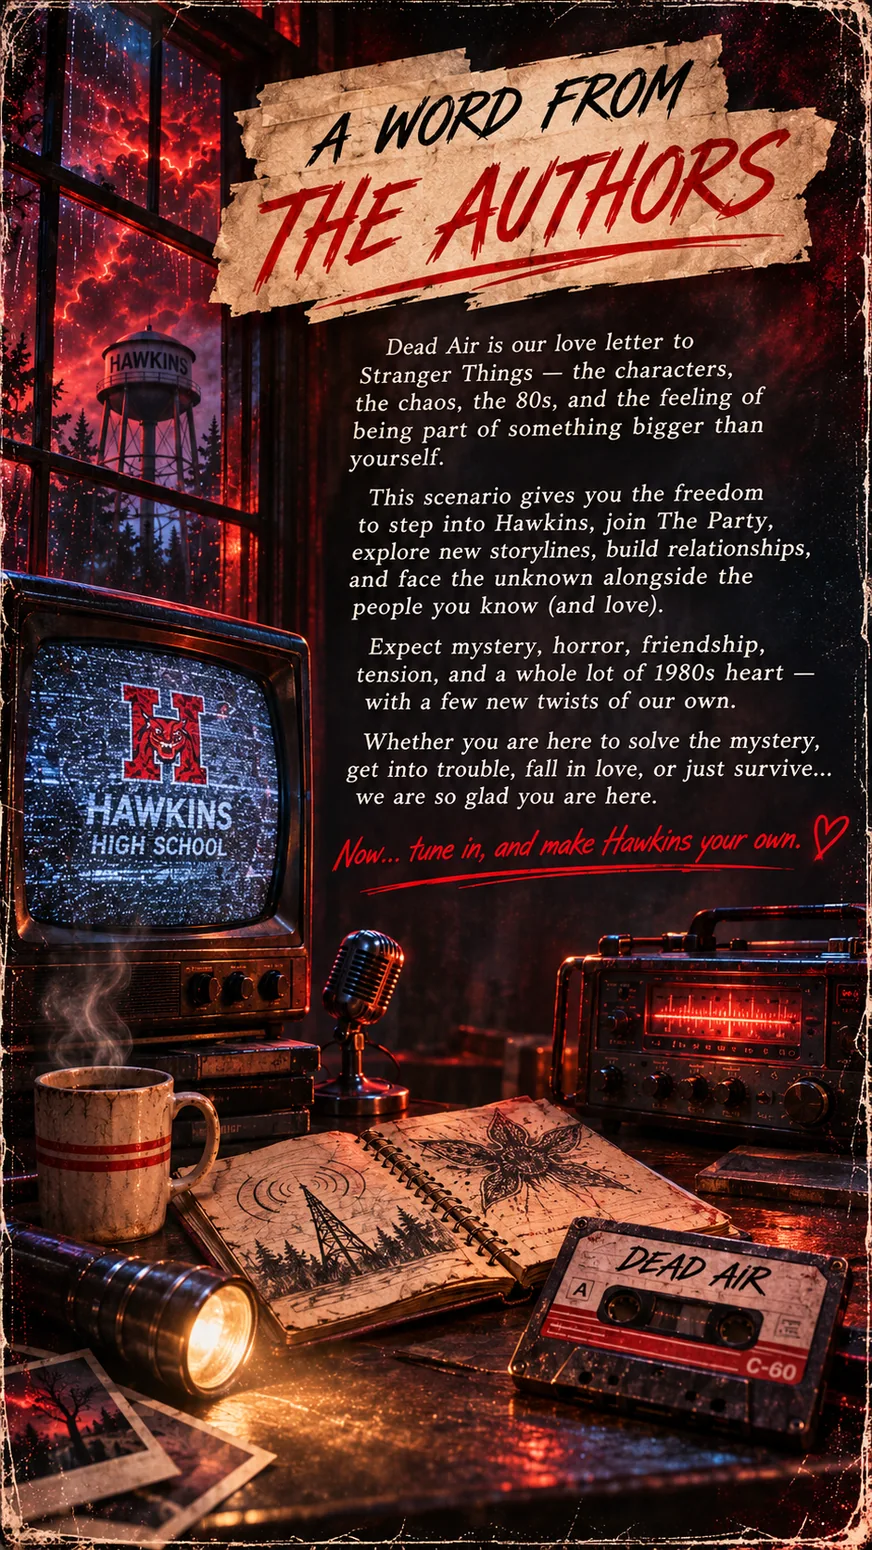 A WORD FROM
THE AUTHORS
HAWKINS
Dead Air is our love letter to
Stranger Things — the characters,
the chaos, the 80s, and the feeling of
being part of something bigger than
yourself.
This scenario gives you the freedom
to step into Hawkins, join The Party,
explore new storylines, build relationships,
and face the unknown alongside the
people you know (and love).
Expect mystery, horror, friendship,
tension, and a whole lot of 1980s heart —
with a few new twists of our own.
Whether you are here to solve the mystery,
get into trouble, fall in love, or just survive...
we are so glad you are here.
Now... tune in, and make Hawkins your own.
H
HAWKINS
HIGH SCHOOL
DEAD AiR
A
C-60